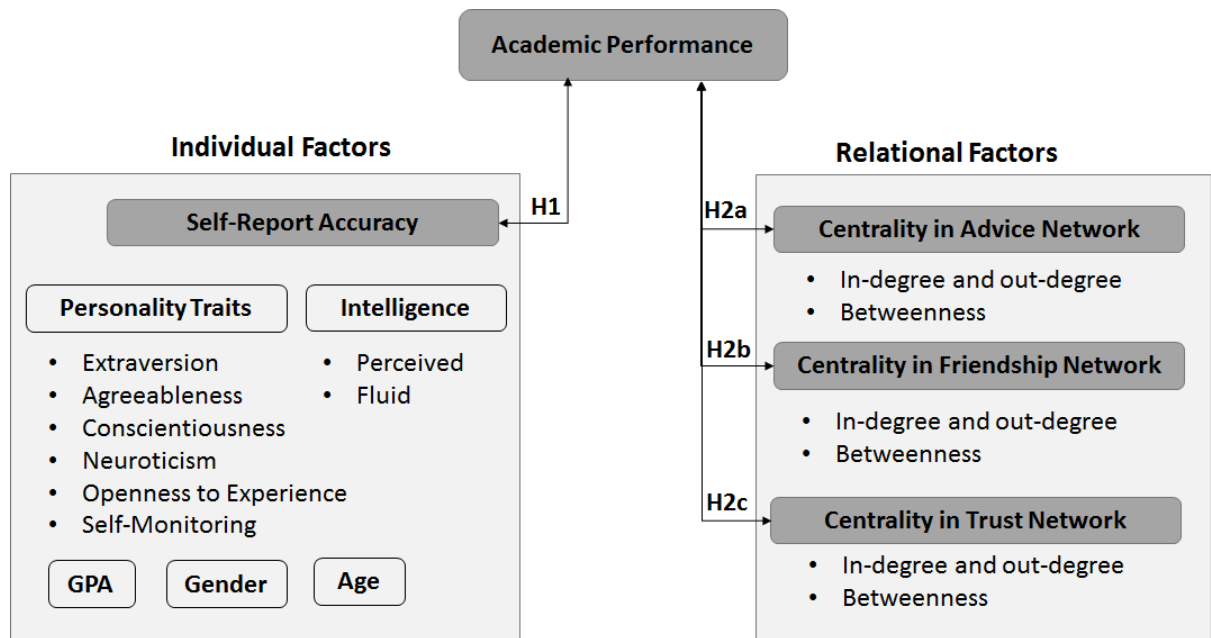 Academic Performance
Individual Factors
H1
Self-Report Accuracy
Personality Traits
• Extraversion
• Agreeableness
• Conscientiousness
• Neuroticism
• Openness to Experience
• Self-Monitoring
Intelligence
• Perceived
• Fluid
GPA
Gender
Age
Relational Factors
H2a
Centrality in Advice Network
• In-degree and out-degree
• Betweenness
H2b
Centrality in Friendship Network
• In-degree and out-degree
• Betweenness
H2c
Centrality in Trust Network
• In-degree and out-degree
• Betweenness